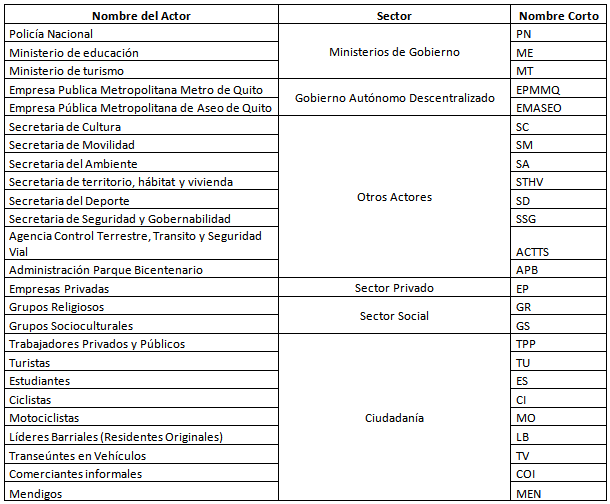 Nombre del Actor Sector Nombre Corto
Policía Nacional PN
Ministerio de educación Ministerios de Gobierno ME
Ministerio de turismo MT
Empresa Publica Metropolitana Metro de Quito EPMMQ
Gobierno Autónomo Descentralizado
Empresa Pública Metropolitana de Aseo de Quito EMASEO
Secretaria de Cultura SC
Secretaria de Movilidad SM
Secretaria del Ambiente SA
Secretaria de territorio, hábitat y vivienda STHV
Otros Actores
Secretaria del Deporte SD
Secretaria de Seguridad y Gobernabilidad SSG
Agencia Control Terrestre, Transito y Seguridad
Vial ACTTS
Administración Parque Bicentenario APB
Empresas Privadas Sector Privado EP
Grupos Religiosos GR
Sector Social
Grupos Socioculturales GS
Trabajadores Privados y Públicos TPP
Turistas TU
Estudiantes ES
Ciclistas CI
Motociclistas Ciudadanía MO
Líderes Barriales (Residentes Originales) LB
Transeúntes en Vehículos TV
Comerciantes informales COI
Mendigos MEN